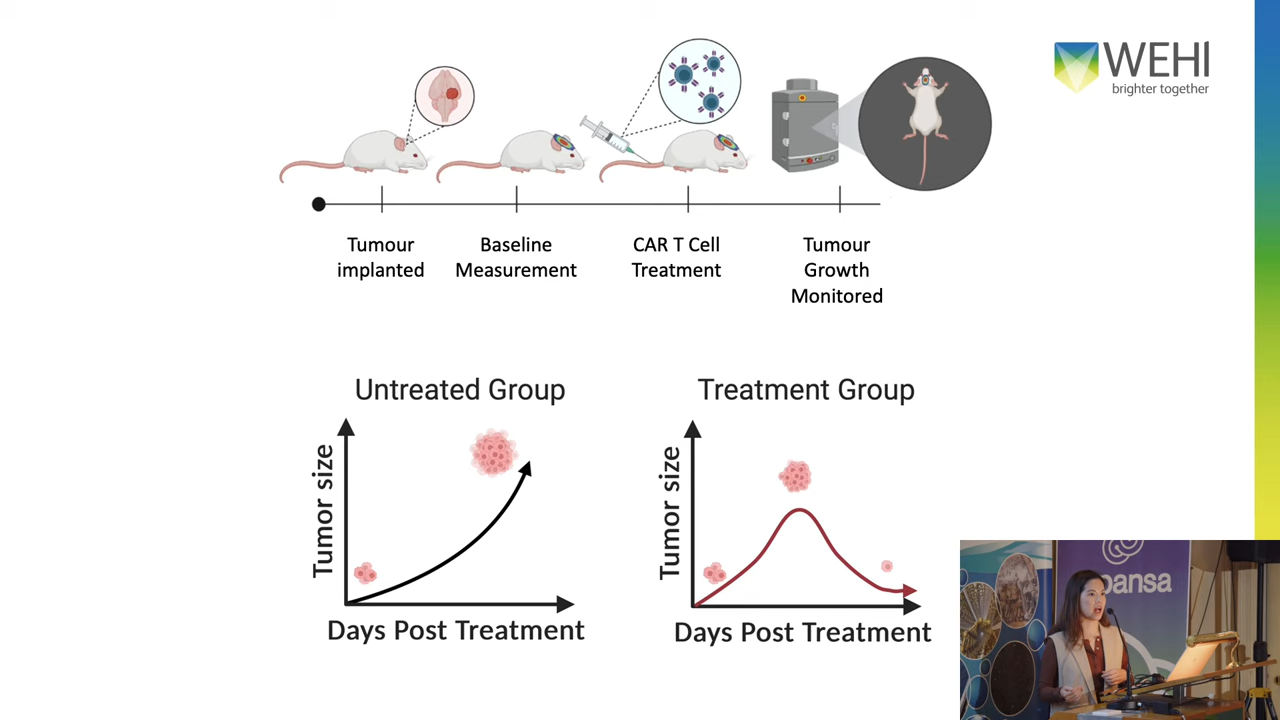 WEHI
brighter together
Tumour
implanted
Baseline
Measurement
CAR T Cell
Treatment
Tumour
Growth
Monitored
Untreated Group
Tumor size
Days Post Treatment
Treatment Group
Tumor size
Days Post Treatment
pansa